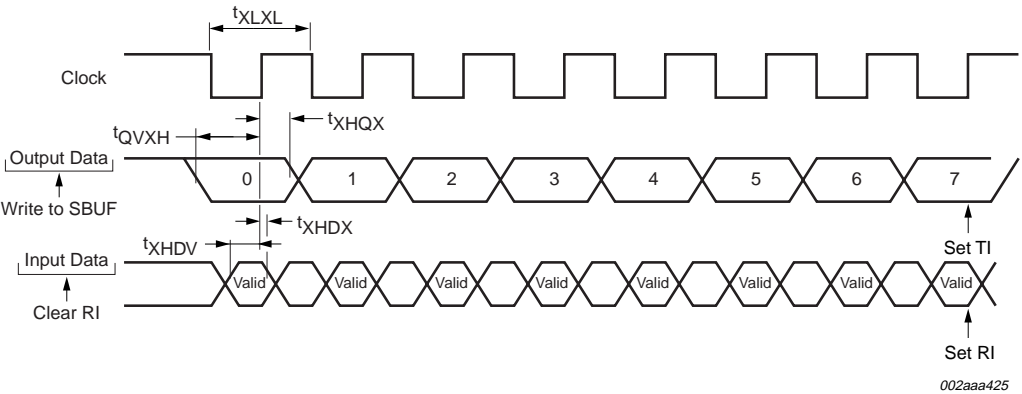 tXLXL
Clock
tXHQX
tQVXH
Output Data
0 1 2 3 4 5 6 7
Write to SBUF
tXHDX
tXHDV
Set TI
Input Data
Valid Valid Valid Valid Valid Valid Valid Valid
Clear RI
Set RI
002aaa425